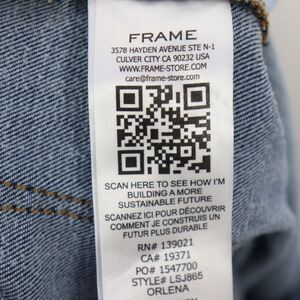 FRAME
3578 HAYDEN AVENUE STE N-1
CULVER CITY CA 90232 USA
WWW.FRAME-STORE.COM
care@frame-store.com
SCAN HERE TO SEE HOW I'M
BUILDING A MORE
SUSTAINABLE FUTURE
SCANNEZ ICI POUR DÉCOUVRIR
COMMENT JE CONSTRUIS UN
FUTUR PLUS DURABLE
RN# 139021
CA# 19371
PO# 1547700
STYLE# LSJ865
ORLENA